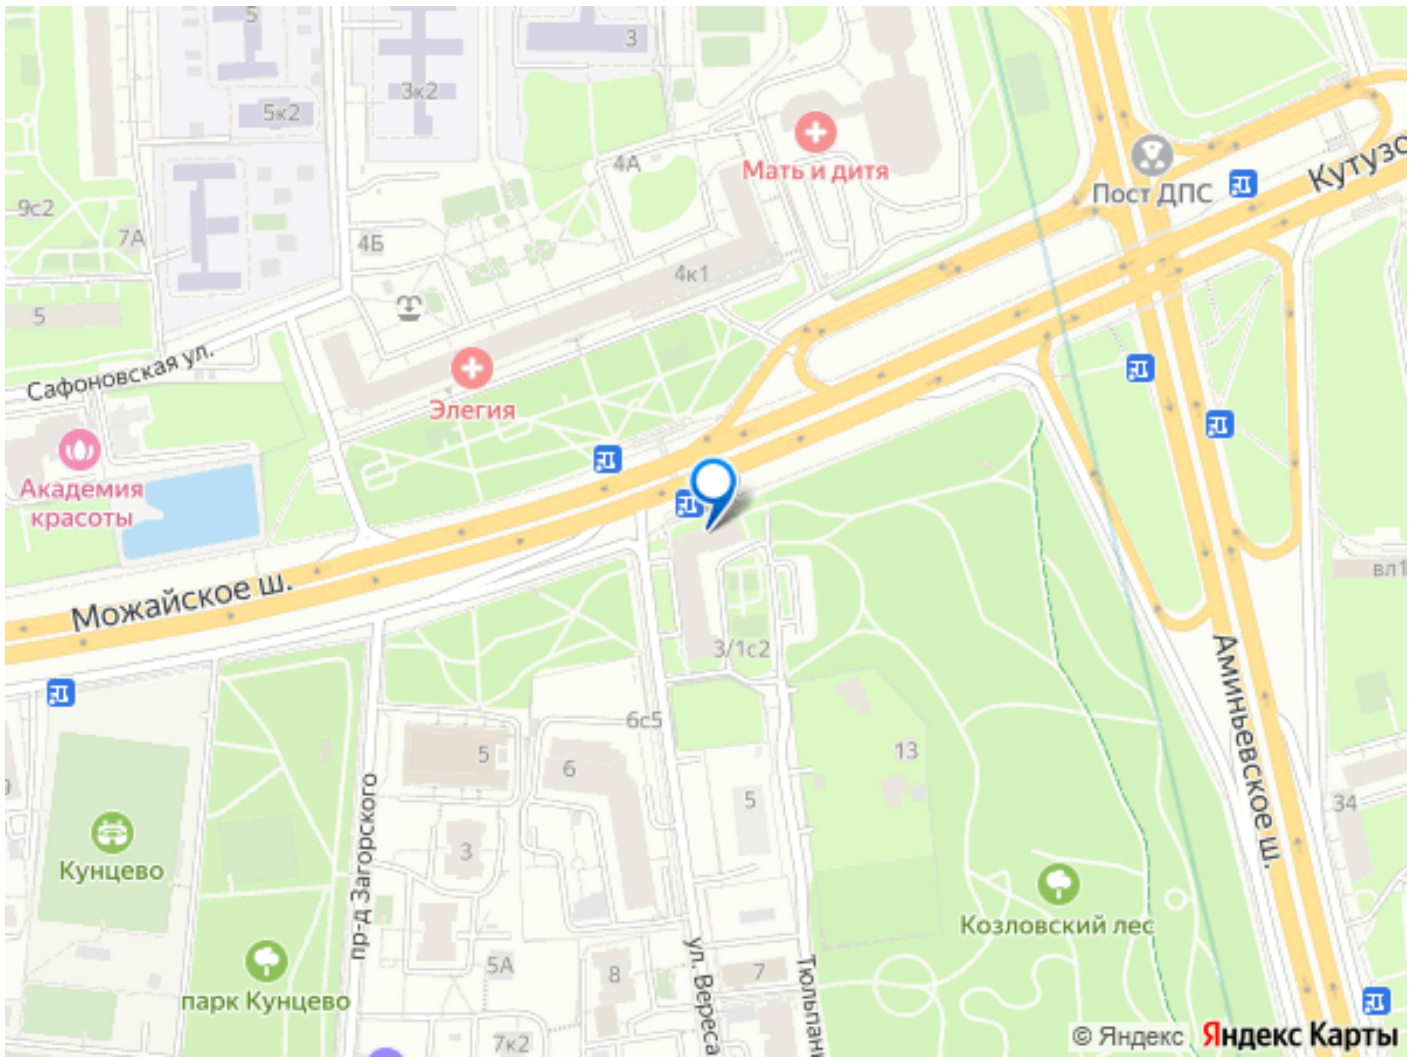 5
3
3к2
5к2
4А
Мать и дитя
Пост ДПС
Кутузо
9с2
7А
4Б
4к1
5
Сафоновская ул.
Элегия
Академия
красоты
Можайское ш.
вл1
3/1с2
Аминьевское ш.
6с5
5
6
13
5
34
3
Кунцево
пр-д Загорского
Козловский лес
ул. Вереса
Тюльпан
5А
8
7
парк Кунцево
7к2
© Яндекс Яндекс Карты